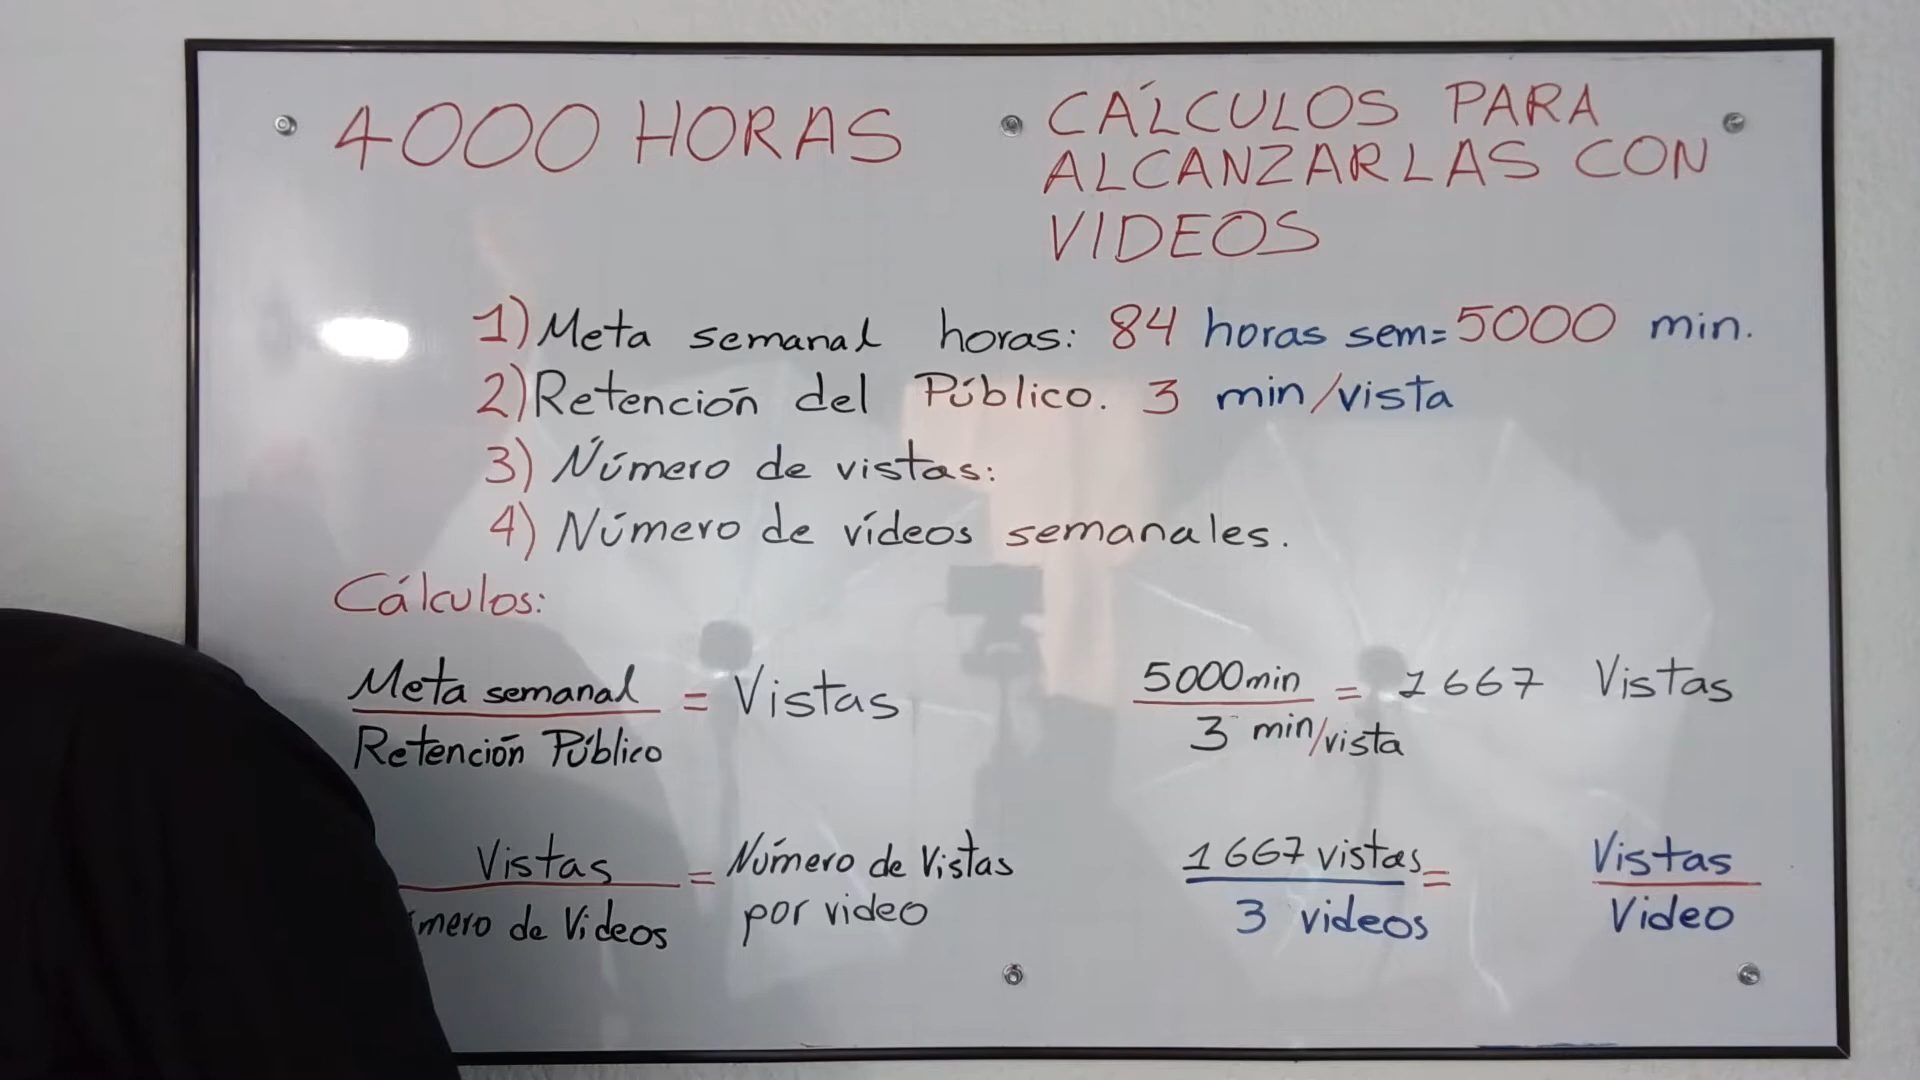 4000 HORAS
CÁLCULOS PARA
ALCANZARLAS CON
VIDEOS
1) Meta semanal horas: 84 horas sem=5000 min.
2) Retención del Público. 3 min/vista
3) Número de vistas:
4) Número de vídeos semanales.
Cálculos:
Meta semanal
Retención Público
= Vistas
5000min
3 min/vista
= 1667 Vistas
Vistas
mero de Videos
= Número de Vistas
por video
1667 vistas
3 videos
=
Vistas
Video